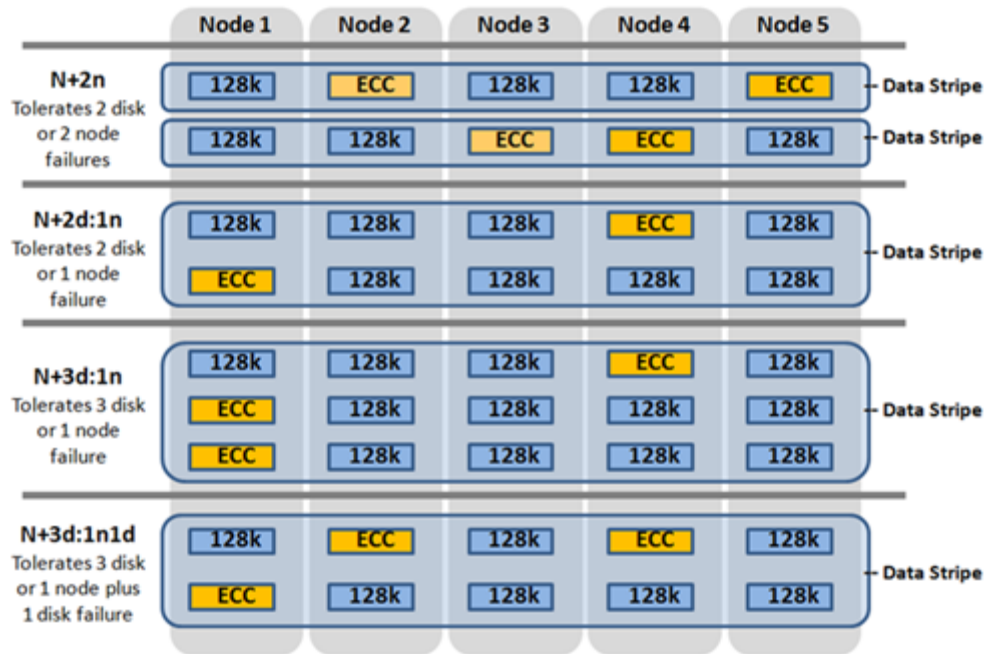 Node 1 Node 2 Node 3 Node 4 Node 5
N+2n
Tolerates 2 disk
or 2 node
failures
128k ECC 128k 128k ECC
Data Stripe
128k 128k ECC ECC 128k
Data Stripe
N+2d:1n
Tolerates 2 disk
or 1 node
failure
128k 128k 128k ECC 128k
ECC 128k 128k 128k 128k
Data Stripe
N+3d:1n
Tolerates 3 disk
or 1 node
failure
128k 128k 128k ECC 128k
ECC 128k 128k 128k 128k
ECC 128k 128k 128k 128k
Data Stripe
N+3d:1n1d
Tolerates 3 disk
or 1 node plus
1 disk failure
128k ECC 128k ECC 128k
ECC 128k 128k 128k 128k
Data Stripe